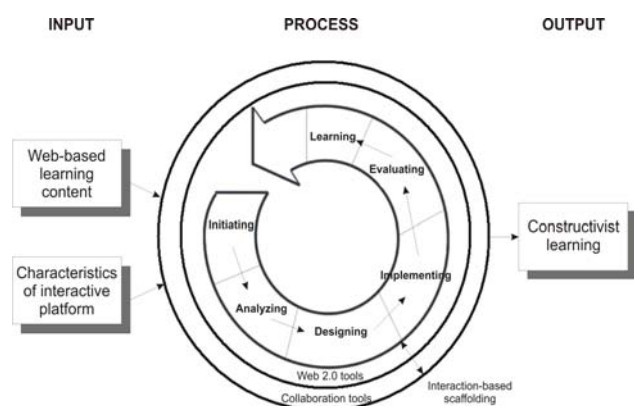 INPUT
PROCESS
OUTPUT
Web-based
learning
content
Characteristics
of interactive
platform
Learning
Evaluating
Initiating
Implementing
Analyzing
Designing
Web 2.0 tools
Collaboration tools
Interaction-based
scaffolding
Constructivist
learning